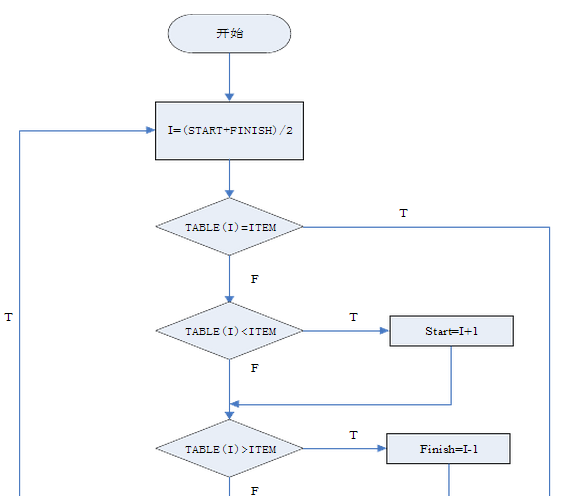 开始
I=(START+FINISH)/2
TABLE(I)=ITEM
T
F
T
TABLE(I)<ITEM
T
Start=I+1
F
TABLE(I)>ITEM
T
Finish=I-1
F